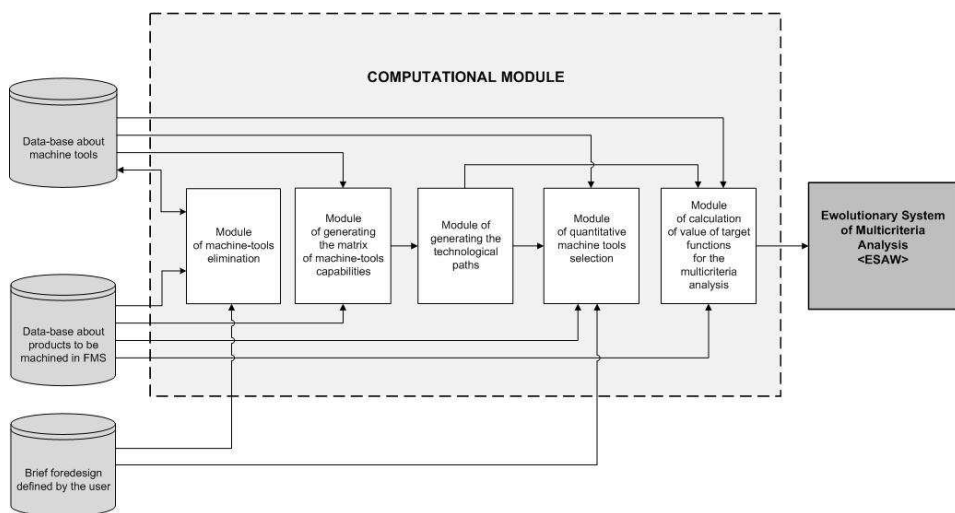 COMPUTATIONAL MODULE
Data-base about
machine tools
Module
of machine-tools
elimination
Module
of generating
the matrix
of machine-tools
capabilities
Module of
generating the
technological
paths
Module
of quantitative
machine tools
selection
Module
of calculation
of value of target
functions
for the
multicriteria
analysis
Ewolutionary System
of Multicriteria
Analysis
<ESAW>
Data-base about
products to be
machined in FMS
Brief foredesign
defined by the user